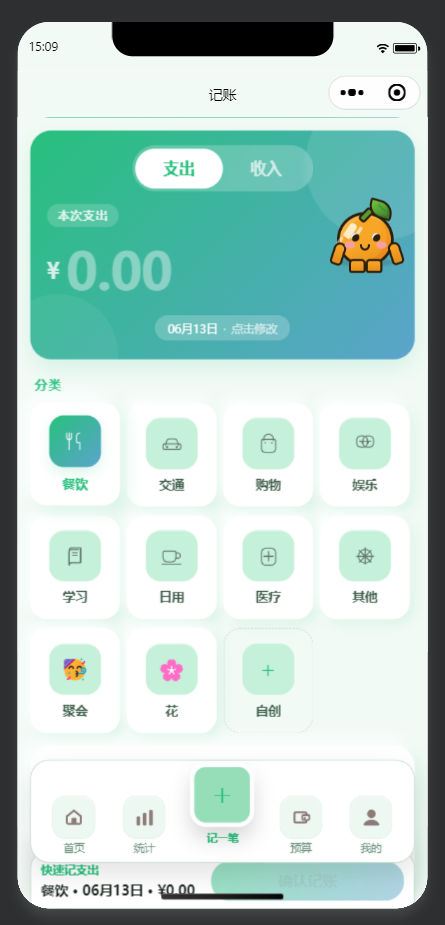 15:09
记账
支出 收入
本次支出
¥ 0.00
06月13日 · 点击修改
分类
餐饮 交通 购物 娱乐
学习 日用 医疗 其他
聚会 花 自创
记一笔
首页 统计 预算 我的
快速记支出
餐饮 • 06月13日 • ¥0.00
确认记账